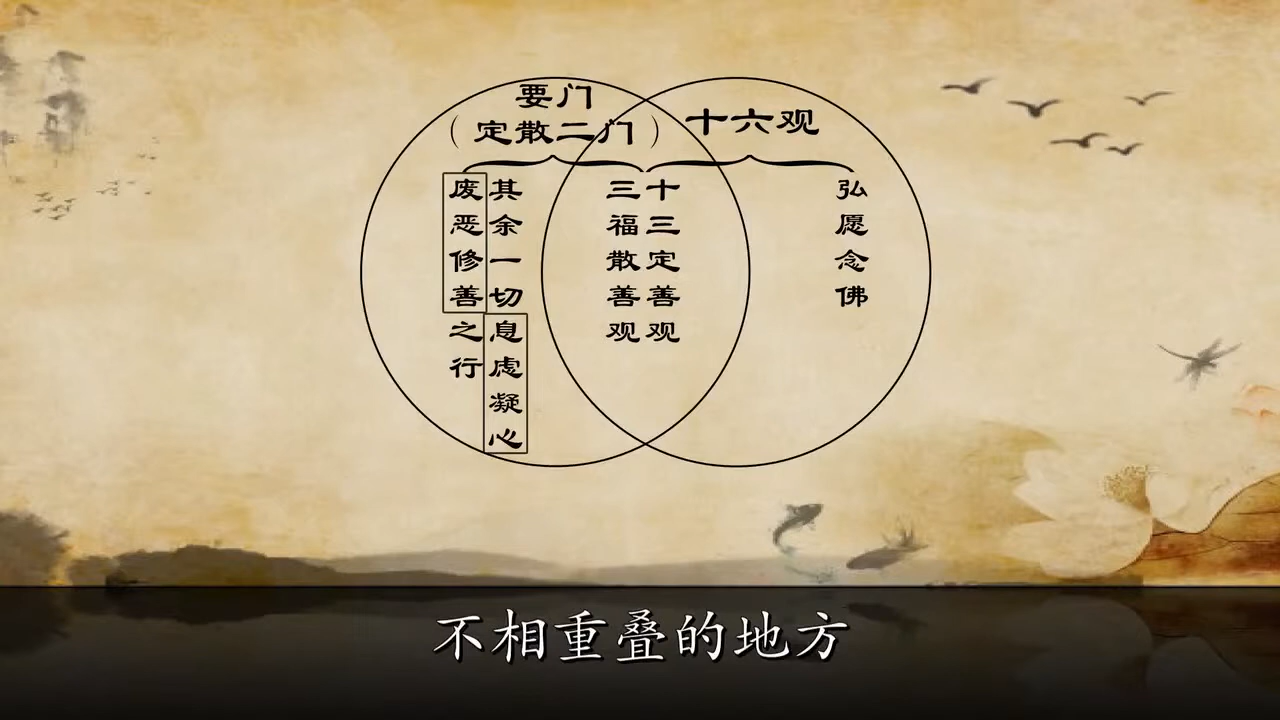 要门
（定散二门）
十六观
其余一切息虑凝心
废恶修善之行
十三定善观
三福散善观
弘愿念佛
不相重叠的地方